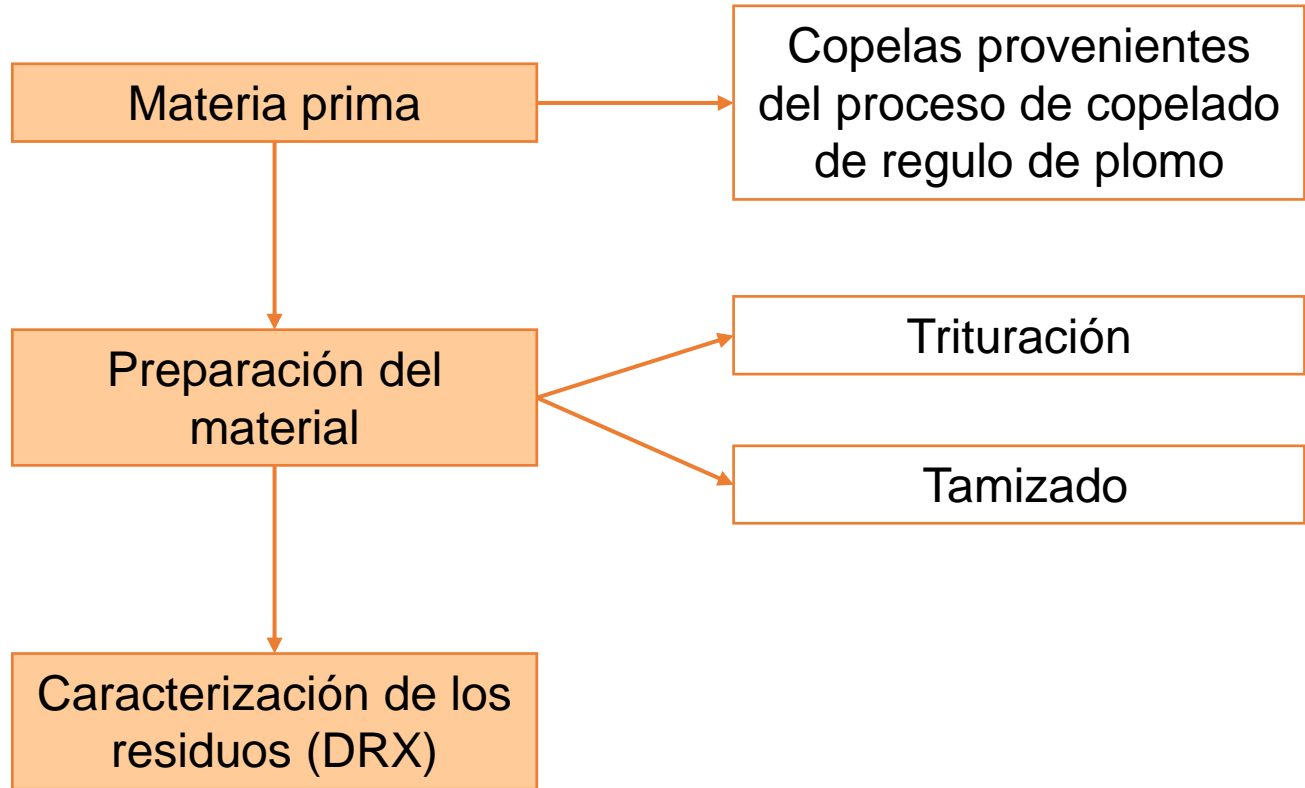 Materia prima
Copelas provenientes
del proceso de copelado
de regulo de plomo
Preparación del
material
Trituración
Tamizado
Caracterización de los
residuos (DRX)